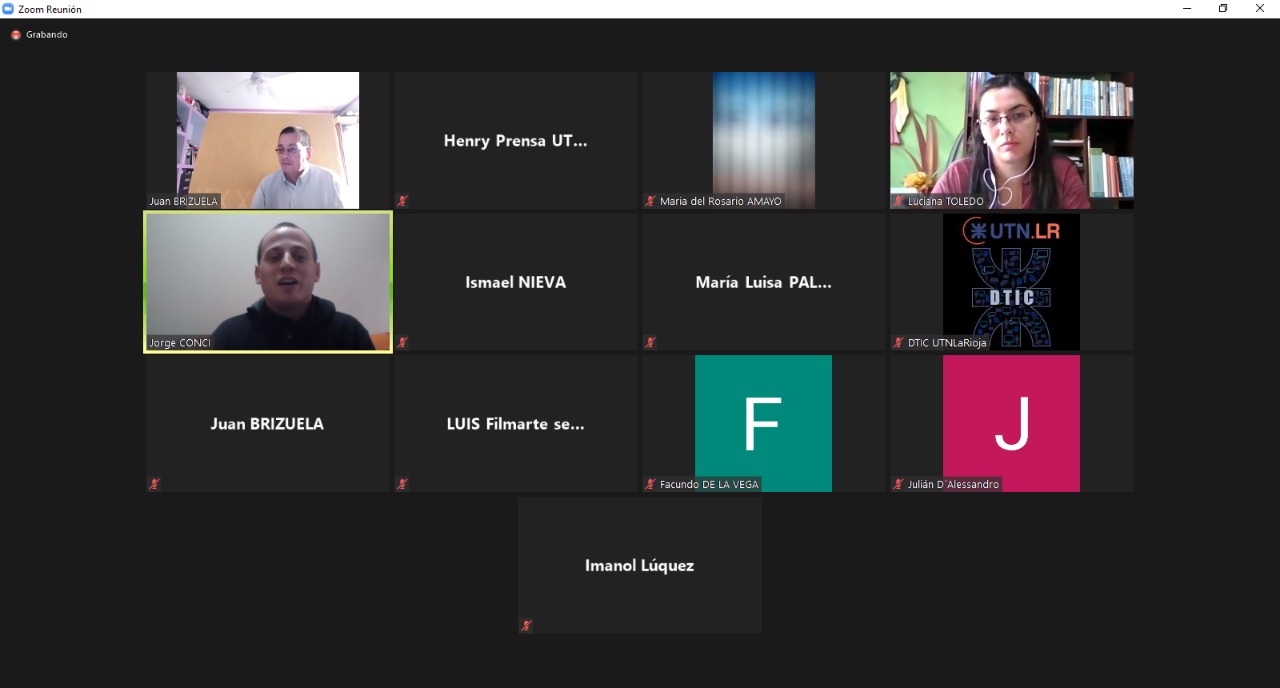 Zoom Reunión
Grabando
Juan BRIZUELA
Henry Prensa UT...
Maria del Rosario AMAYO
Luciana TOLEDO
Jorge CONCI
Ismael NIEVA
María Luisa PAL...
UTN.LR
DTIC
DTIC UTNLaRioja
Juan BRIZUELA
LUIS Filmarte se...
F
Facundo DE LA VEGA
J
Julián D´Alessandro
Imanol Lúquez